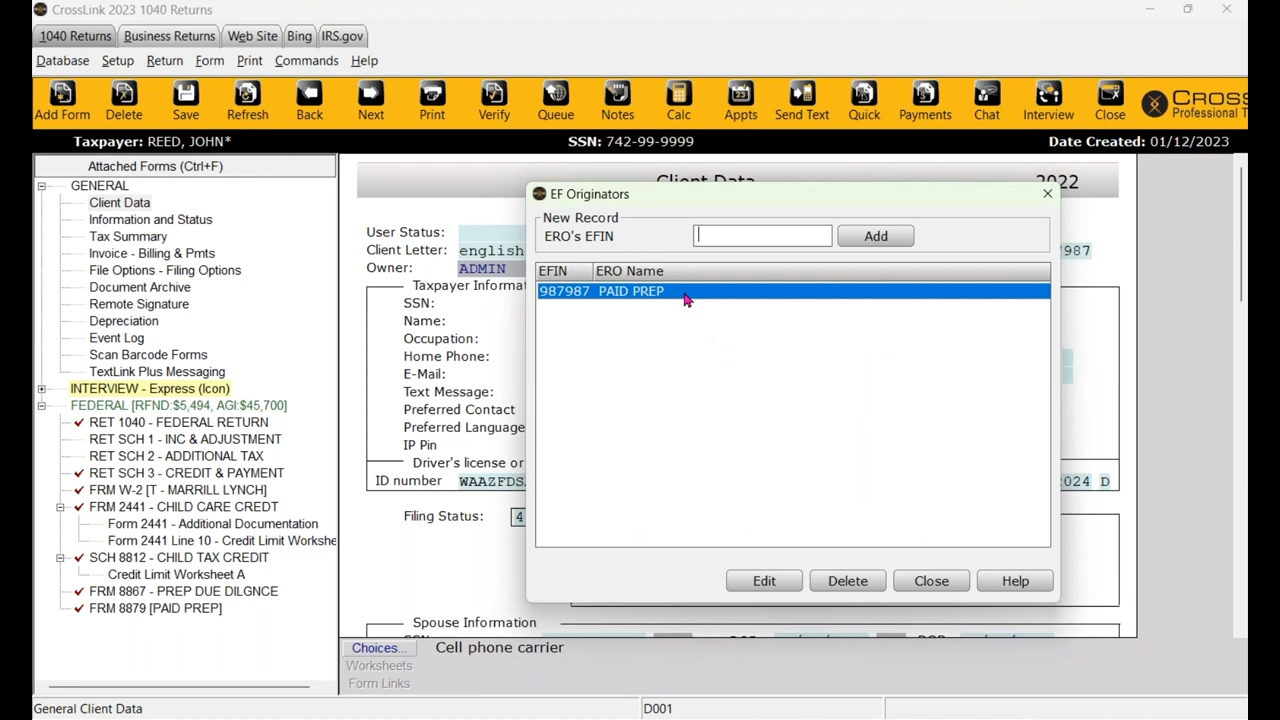 CrossLink 2023 1040 Returns
1040 Returns Business Returns Web Site Bing IRS.gov
Database Setup Return Form Print Commands Help
Add Form Delete Save Refresh Back Next Print Verify Queue Notes Calc Appts Send Text Quick Payments Chat Interview Close
CROSS
Professional T
Taxpayer: REED, JOHN* SSN: 742-99-9999 Date Created: 01/12/2023
Attached Forms (Ctrl+F)
GENERAL
Client Data
Information and Status
Tax Summary
Invoice - Billing & Pmts
File Options - Filing Options
Document Archive
Remote Signature
Depreciation
Event Log
Scan Barcode Forms
TextLink Plus Messaging
INTERVIEW - Express (Icon)
FEDERAL [RFND:$5,494, AGI:$45,700]
RET 1040 - FEDERAL RETURN
RET SCH 1 - INC & ADJUSTMENT
RET SCH 2 - ADDITIONAL TAX
RET SCH 3 - CREDIT & PAYMENT
FRM W-2 [T - MARRILL LYNCH]
FRM 2441 - CHILD CARE CREDT
Form 2441 - Additional Documentation
Form 2441 Line 10 - Credit Limit Workshe
SCH 8812 - CHILD TAX CREDIT
Credit Limit Worksheet A
FRM 8867 - PREP DUE DILGNCE
FRM 8879 [PAID PREP]
Client Data 2022
User Status:
Client Letter: english 987
Owner: ADMIN
Taxpayer Informat
SSN:
Name:
Occupation:
Home Phone:
E-Mail:
Text Message:
Preferred Contact
Preferred Language
IP Pin
Driver's license or
ID number WAAZFDS 024 D
Filing Status: 4
Spouse Information
EF Originators
New Record
ERO's EFIN Add
EFIN ERO Name
987987 PAID PREP
Edit Delete Close Help
Choices... Cell phone carrier
Worksheets
Form Links
General Client Data D001